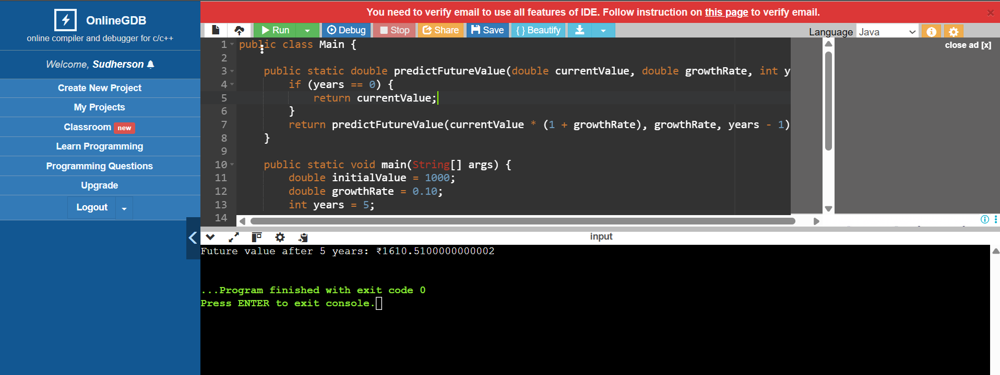 You need to verify email to use all features of IDE. Follow instruction on this page to verify email.
×
OnlineGDB
online compiler and debugger for c/c++
Welcome, Sudherson
Create New Project
My Projects
Classroom new
Learn Programming
Programming Questions
Upgrade
Logout
Run Debug Stop Share Save { } Beautify
Language Java
close ad [x]
1 public class Main {
2
3 public static double predictFutureValue(double currentValue, double growthRate, int y
4 if (years == 0) {
5 return currentValue;
6 }
7 return predictFutureValue(currentValue * (1 + growthRate), growthRate, years - 1)
8 }
9
10 public static void main(String[] args) {
11 double initialValue = 1000;
12 double growthRate = 0.10;
13 int years = 5;
14
input
Future value after 5 years: ₹1610.5100000000002
...Program finished with exit code 0
Press ENTER to exit console.